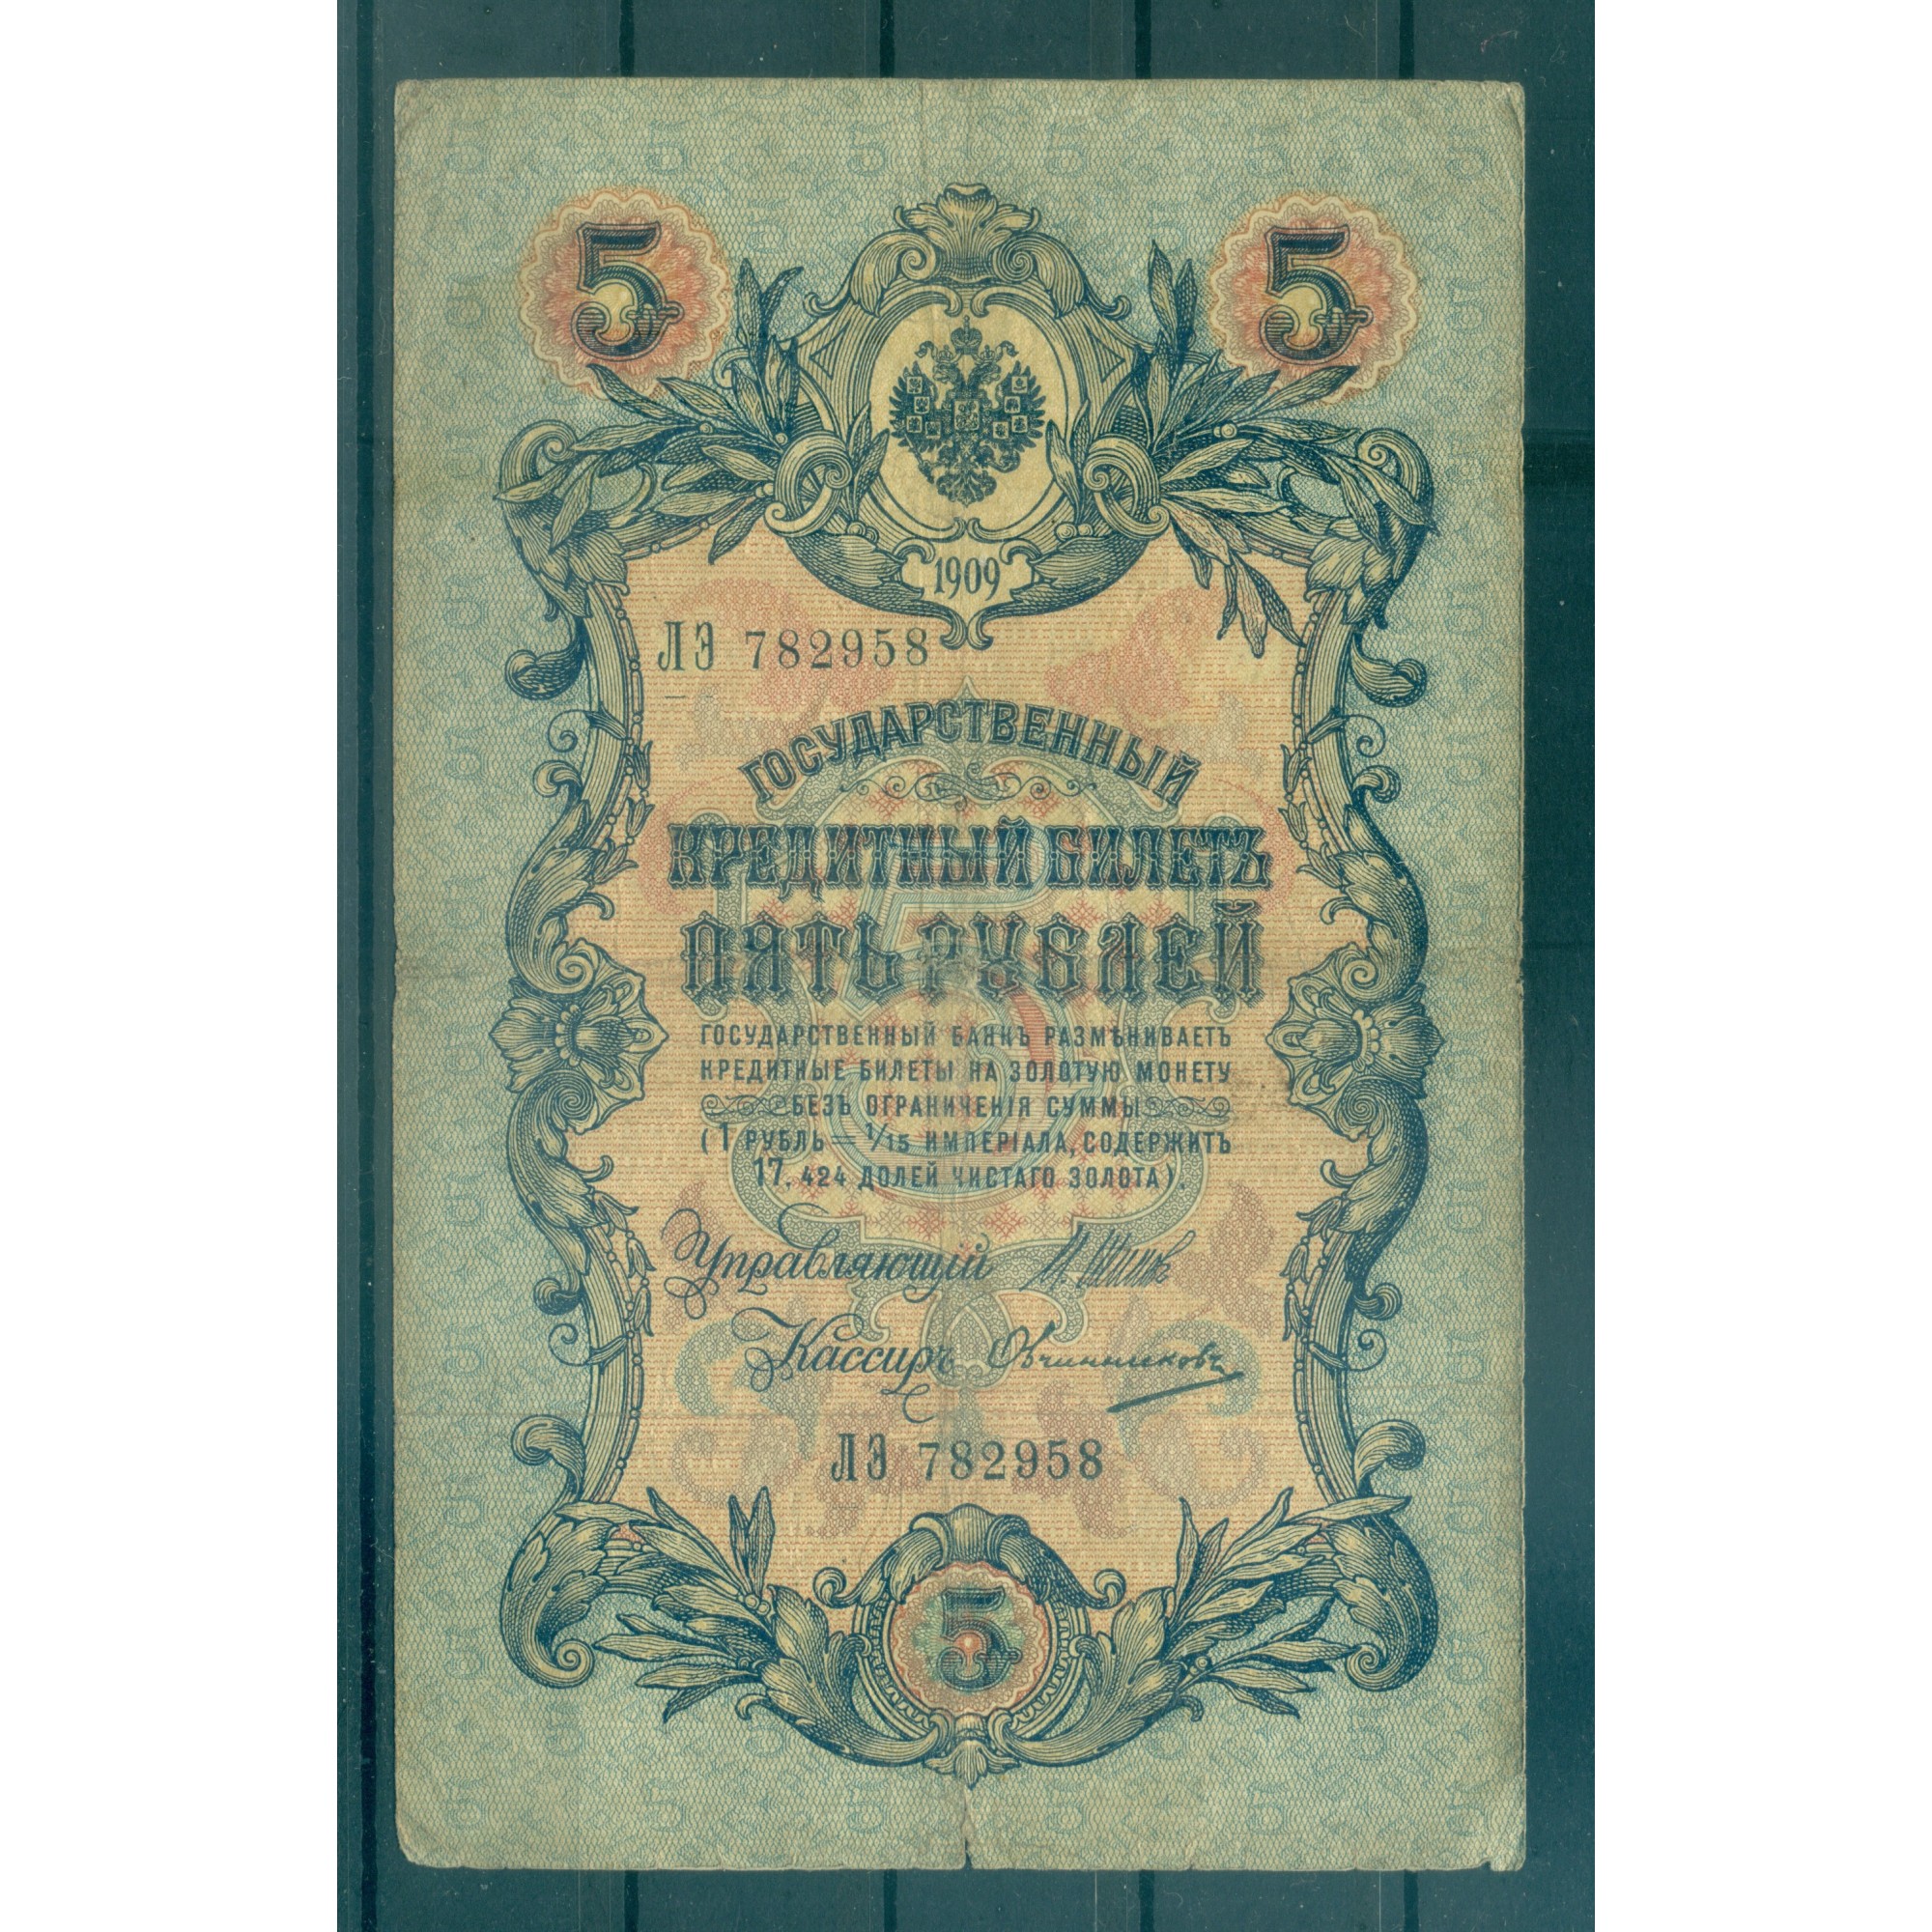 5 5
1909
ЛЭ 782958
ГОСУДАРСТВЕННЫЙ
КРЕДИТНЫЙ БИЛЕТЪ
ПЯТЬ РУБЛЕЙ
ГОСУДАРСТВЕННЫЙ БАНКЪ РАЗМѢНИВАЕТЪ
КРЕДИТНЫЕ БИЛЕТЫ НА ЗОЛОТУЮ МОНЕТУ
БЕЗЪ ОГРАНИЧЕНІЯ СУММЫ
(1 РУБЛЬ = 1/15 ИМПЕРІАЛА, СОДЕРЖИТЪ
17,424 ДОЛЕЙ ЧИСТАГО ЗОЛОТА).
Управляющій И. Шипов
Кассиръ Овчинниковъ
ЛЭ 782958
5